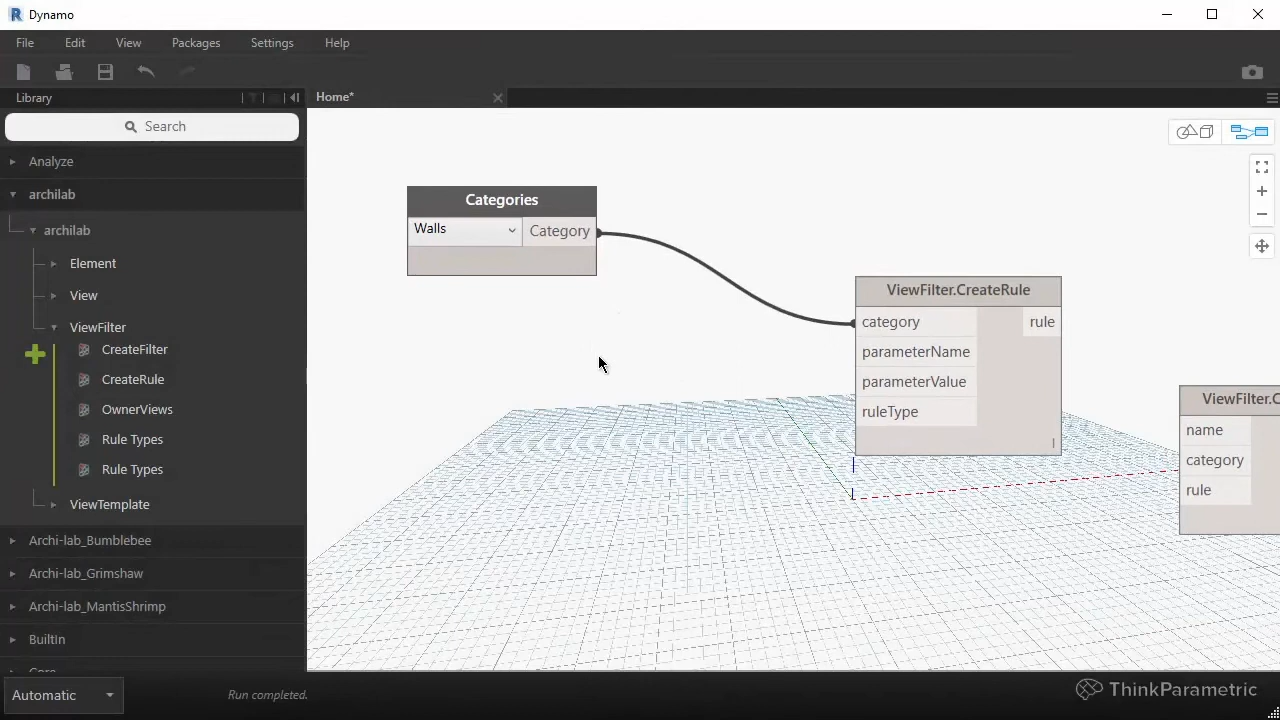 Dynamo
File Edit View Packages Settings Help
Library
Home*
Search
Analyze
archilab
archilab
Element
View
ViewFilter
CreateFilter
CreateRule
OwnerViews
Rule Types
Rule Types
ViewTemplate
Archi-lab_Bumblebee
Archi-lab_Grimshaw
Archi-lab_MantisShrimp
BuiltIn
Core
Categories
Walls
Category
ViewFilter.CreateRule
category
rule
parameterName
parameterValue
ruleType
ViewFilter.C
name
category
rule
Automatic
Run completed.
ThinkParametric